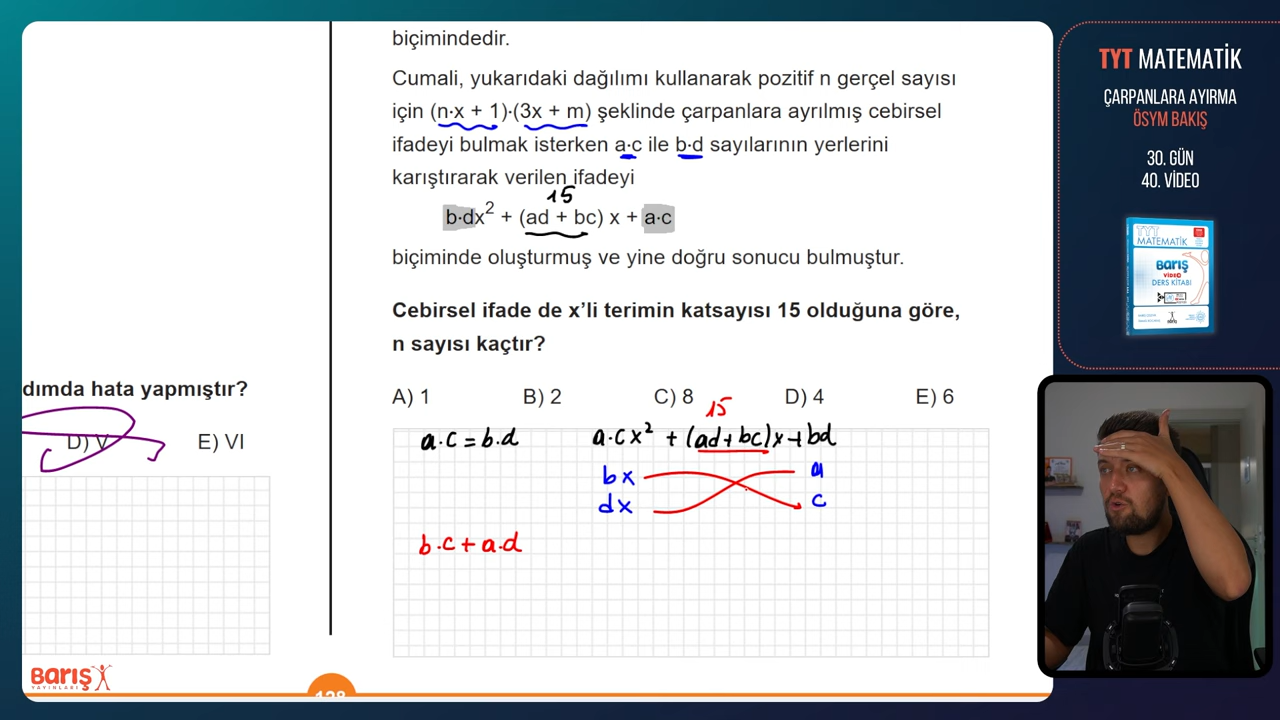 biçimindedir.
Cumali, yukarıdaki dağılımı kullanarak pozitif n gerçel sayısı
için (n·x + 1)·(3x + m) şeklinde çarpanlara ayrılmış cebirsel
ifadeyi bulmak isterken a·c ile b·d sayılarının yerlerini
karıştırarak verilen ifadeyi
15
b·dx² + (ad + bc) x + a·c
biçiminde oluşturmuş ve yine doğru sonucu bulmuştur.
Cebirsel ifade de x’li terimin katsayısı 15 olduğuna göre,
n sayısı kaçtır?
A) 1 B) 2 C) 8 D) 4 E) 6
15
a·c = b·d a·cx² + (ad+bc)x+bd
bx a
dx c
b·c + a·d
dımda hata yapmıştır?
D) V E) VI
BARIŞ
YAYINLARI
128
TYT MATEMATİK
ÇARPANLARA AYIRMA
ÖSYM BAKIŞ
30. GÜN
40. VİDEO
TYT
MATEMATİK
BARIŞ
VİDEO
DERS KİTABI